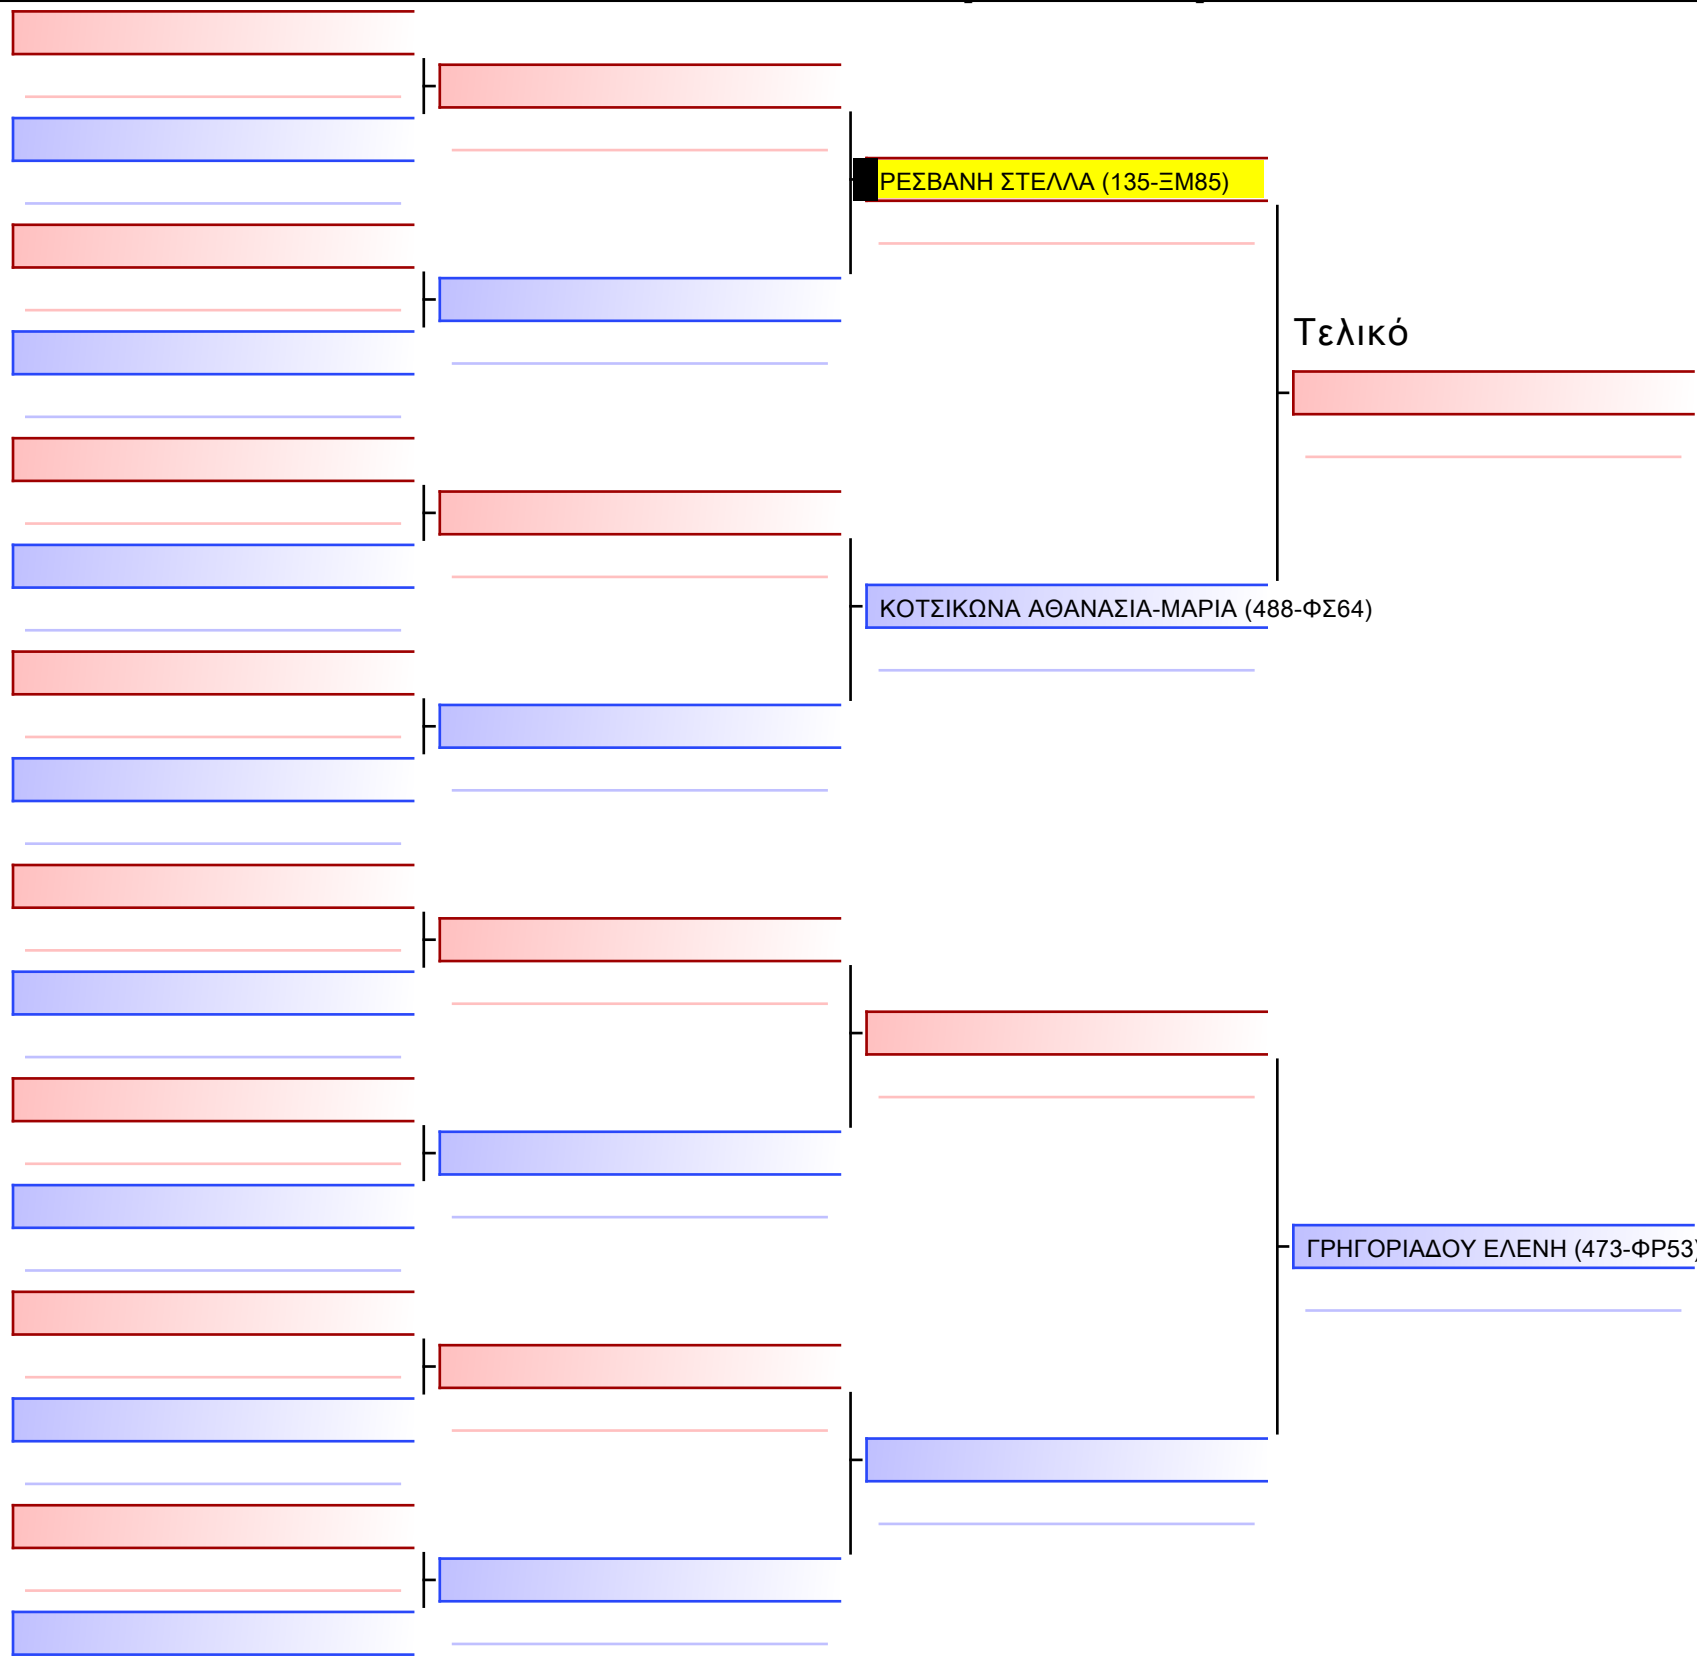 ΡΕΣΒΑΝΗ ΣΤΕΛΛΑ (135-ΞΜ85)
Τελικό
ΚΟΤΣΙΚΩΝΑ ΑΘΑΝΑΣΙΑ-ΜΑΡΙΑ (488-ΦΣ64)
ΓΡΗΓΟΡΙΑΔΟΥ ΕΛΕΝΗ (473-ΦΡ53)